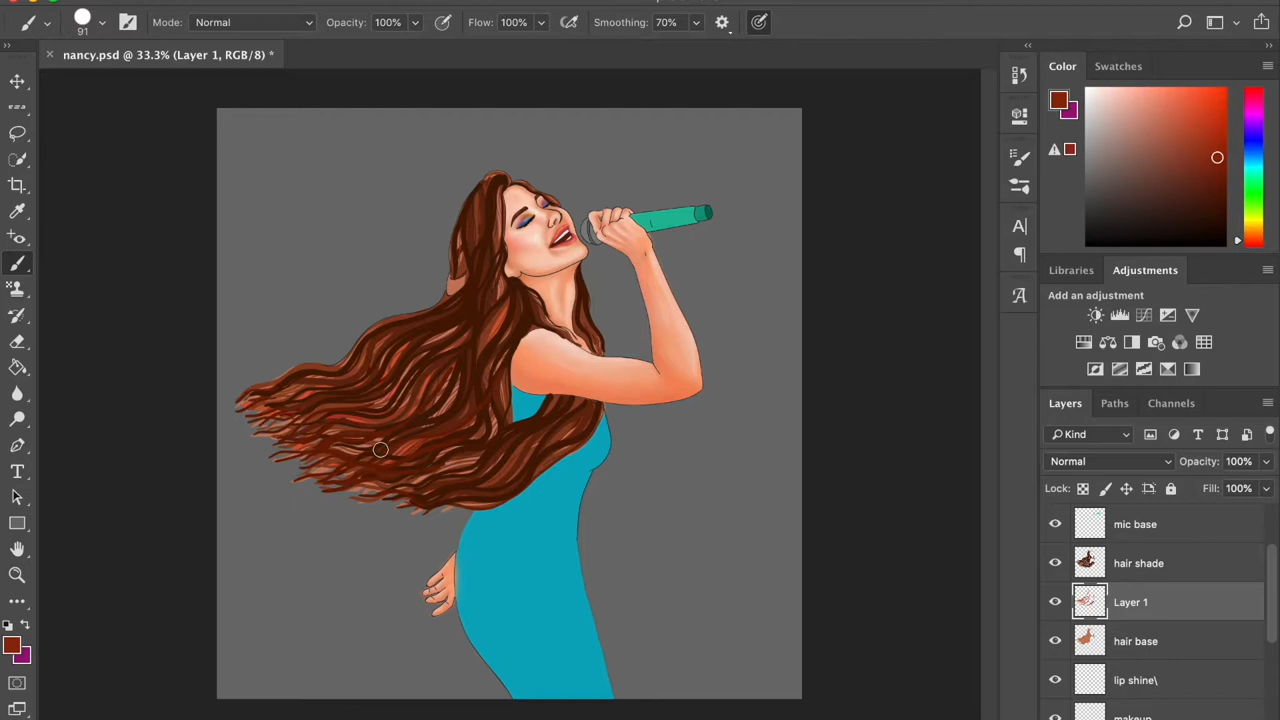 Mode: Normal Opacity: 100% Flow: 100% Smoothing: 70%
91
nancy.psd @ 33.3% (Layer 1, RGB/8) *
Color Swatches
Libraries Adjustments
Add an adjustment
Layers Paths Channels
Kind
Normal Opacity: 100%
Lock: Fill: 100%
mic base
hair shade
Layer 1
hair base
lip shine\
makeup